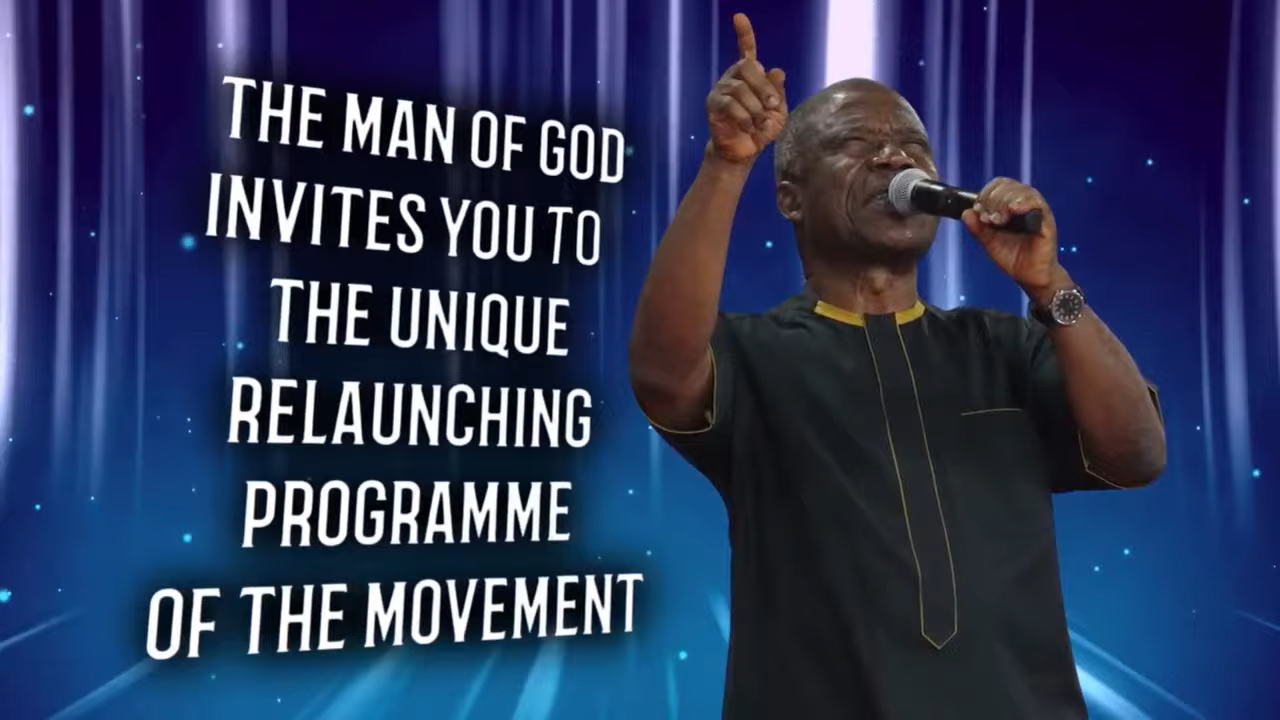 THE MAN OF GOD
INVITES YOU TO
THE UNIQUE
RELAUNCHING
PROGRAMME
OF THE MOVEMENT